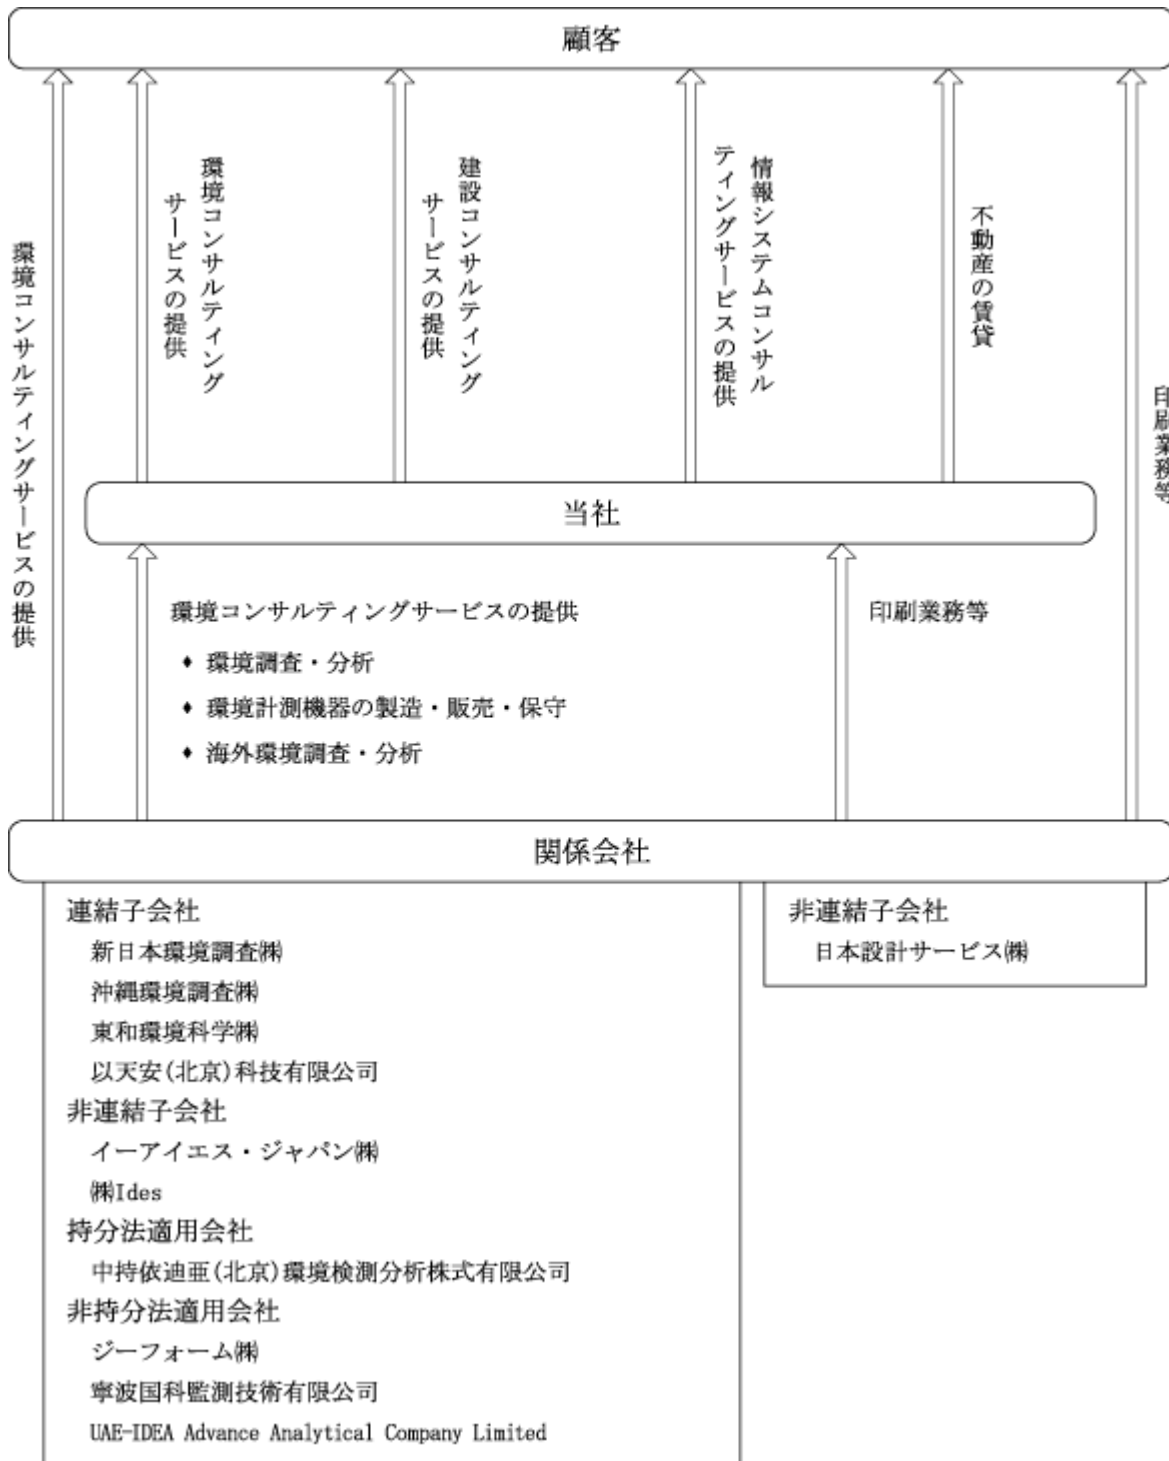 顧客
環境コンサルティングサービスの提供
環境コンサルティング
サービスの提供
建設コンサルティング
サービスの提供
情報システムコンサル
ティングサービスの提供
不動産の賃貸
印刷業務等
当社
環境コンサルティングサービスの提供
♦ 環境調査・分析
♦ 環境計測機器の製造・販売・保守
♦ 海外環境調査・分析
印刷業務等
関係会社
連結子会社
新日本環境調査㈱
沖縄環境調査㈱
東和環境科学㈱
以天安(北京)科技有限公司
非連結子会社
イーアイエス・ジャパン㈱
㈱Ides
持分法適用会社
中持依迪亜(北京)環境検測分析株式有限公司
非持分法適用会社
ジーフォーム㈱
寧波国科監測技術有限公司
UAE-IDEA Advance Analytical Company Limited
非連結子会社
日本設計サービス㈱